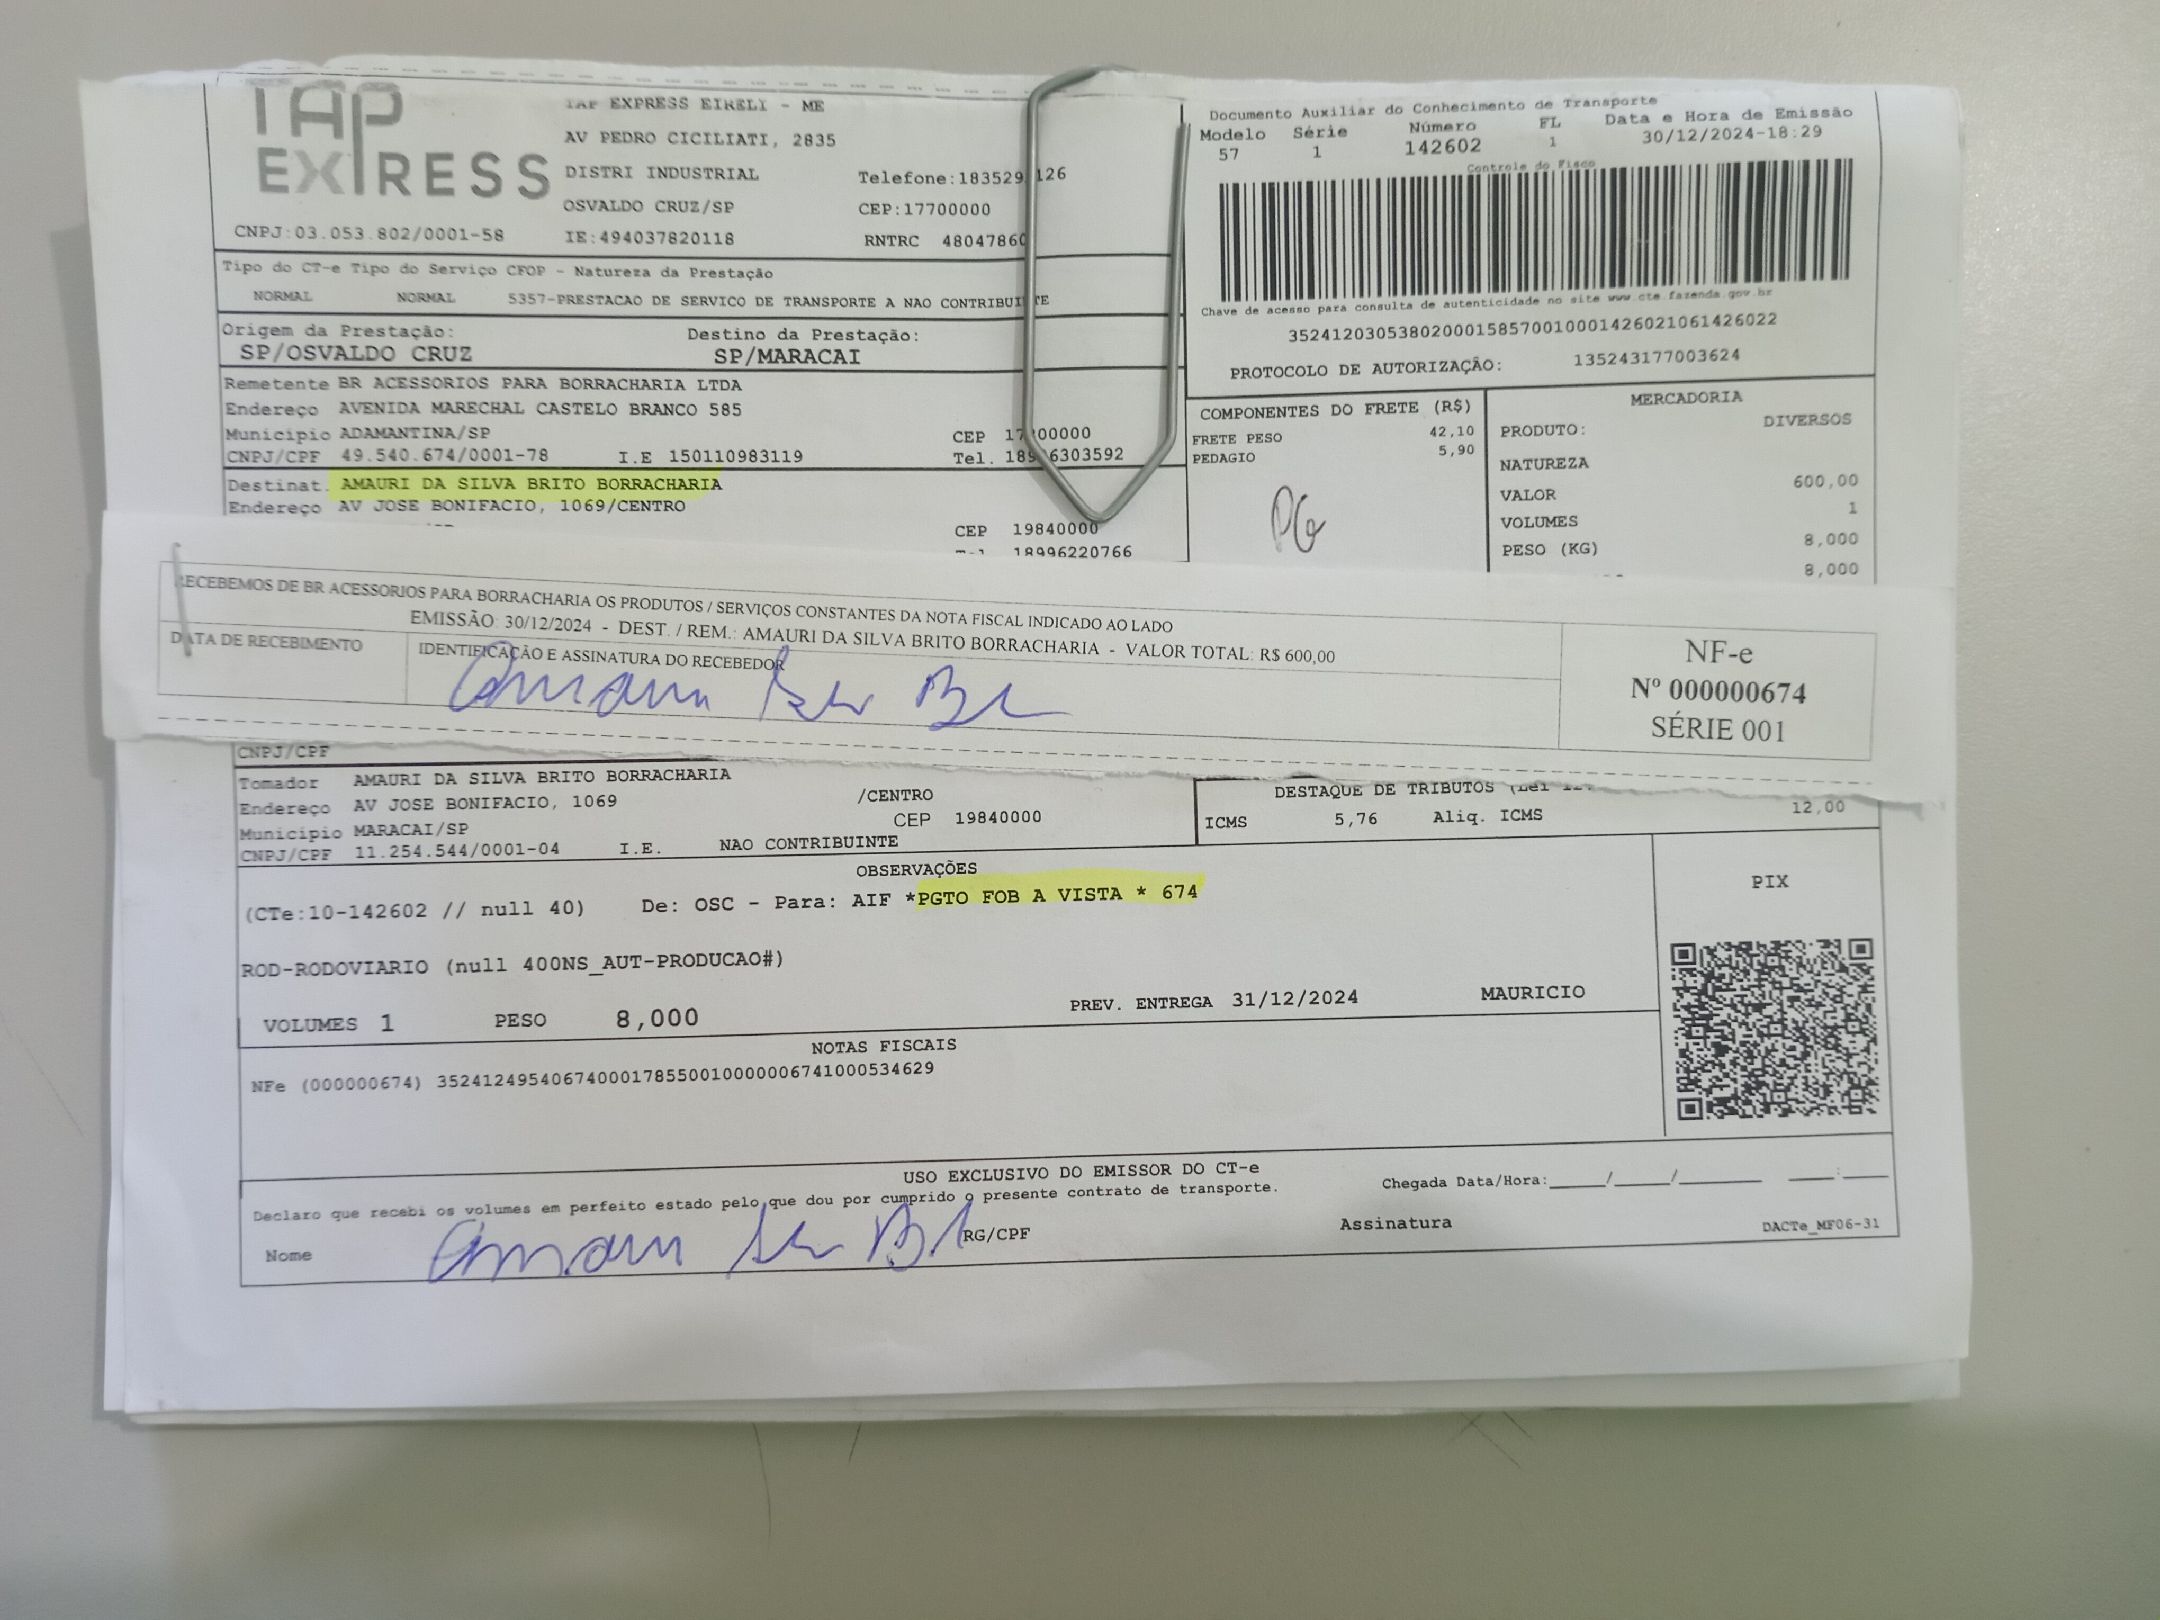 TAP EXPRESS
TAP EXPRESS EIRELI - ME
AV PEDRO CICILIATI, 2835
DISTRI INDUSTRIAL Telefone:183529 126
OSVALDO CRUZ/SP CEP:17700000
CNPJ:03.053.802/0001-58 IE:494037820118 RNTRC 48047860
Documento Auxiliar do Conhecimento de Transporte
Modelo Série Número FL Data e Hora de Emissão
57 1 142602 1 30/12/2024-18:29
Controle do Fisco
Chave de acesso para consulta de autenticidade no site www.cte.fazenda.gov.br
35241203053802000158570010001426021061426022
PROTOCOLO DE AUTORIZAÇÃO: 135243177003624
Tipo do CT-e Tipo do Serviço CFOP - Natureza da Prestação
NORMAL NORMAL 5357-PRESTACAO DE SERVICO DE TRANSPORTE A NAO CONTRIBUINTE
Origem da Prestação: Destino da Prestação:
SP/OSVALDO CRUZ SP/MARACAI
Remetente BR ACESSORIOS PARA BORRACHARIA LTDA
Endereço AVENIDA MARECHAL CASTELO BRANCO 585
Municipio ADAMANTINA/SP CEP 17 00000
CNPJ/CPF 49.540.674/0001-78 I.E 150110983119 Tel. 189 6303592
Destinat. AMAURI DA SILVA BRITO BORRACHARIA
Endereço AV JOSE BONIFACIO, 1069/CENTRO
CEP 19840000
18996220766
COMPONENTES DO FRETE (R$)
FRETE PESO 42,10
PEDAGIO 5,90
PG
MERCADORIA
PRODUTO: DIVERSOS
NATUREZA
VALOR 600,00
VOLUMES 1
PESO (KG) 8,000
8,000
RECEBEMOS DE BR ACESSORIOS PARA BORRACHARIA OS PRODUTOS / SERVIÇOS CONSTANTES DA NOTA FISCAL INDICADO AO LADO
EMISSÃO: 30/12/2024 - DEST. / REM.: AMAURI DA SILVA BRITO BORRACHARIA - VALOR TOTAL: R$ 600,00
DATA DE RECEBIMENTO IDENTIFICAÇÃO E ASSINATURA DO RECEBEDOR
NF-e
Nº 000000674
SÉRIE 001
CNPJ/CPF
Tomador AMAURI DA SILVA BRITO BORRACHARIA
Endereço AV JOSE BONIFACIO, 1069 /CENTRO
Municipio MARACAI/SP CEP 19840000
CNPJ/CPF 11.254.544/0001-04 I.E. NAO CONTRIBUINTE
DESTAQUE DE TRIBUTOS
ICMS 5,76 Aliq. ICMS 12,00
OBSERVAÇÕES
(CTe:10-142602 // null 40) De: OSC - Para: AIF *PGTO FOB A VISTA * 674
ROD-RODOVIARIO (null 400NS_AUT-PRODUCAO#)
VOLUMES 1 PESO 8,000 PREV. ENTREGA 31/12/2024 MAURICIO
PIX
NOTAS FISCAIS
NFe (000000674) 35241249540674000178550010000006741000534629
USO EXCLUSIVO DO EMISSOR DO CT-e
Declaro que recebi os volumes em perfeito estado pelo que dou por cumprido o presente contrato de transporte.
Chegada Data/Hora:_____/_____/_______ ____:____
Nome RG/CPF Assinatura DACTe_MF06-31